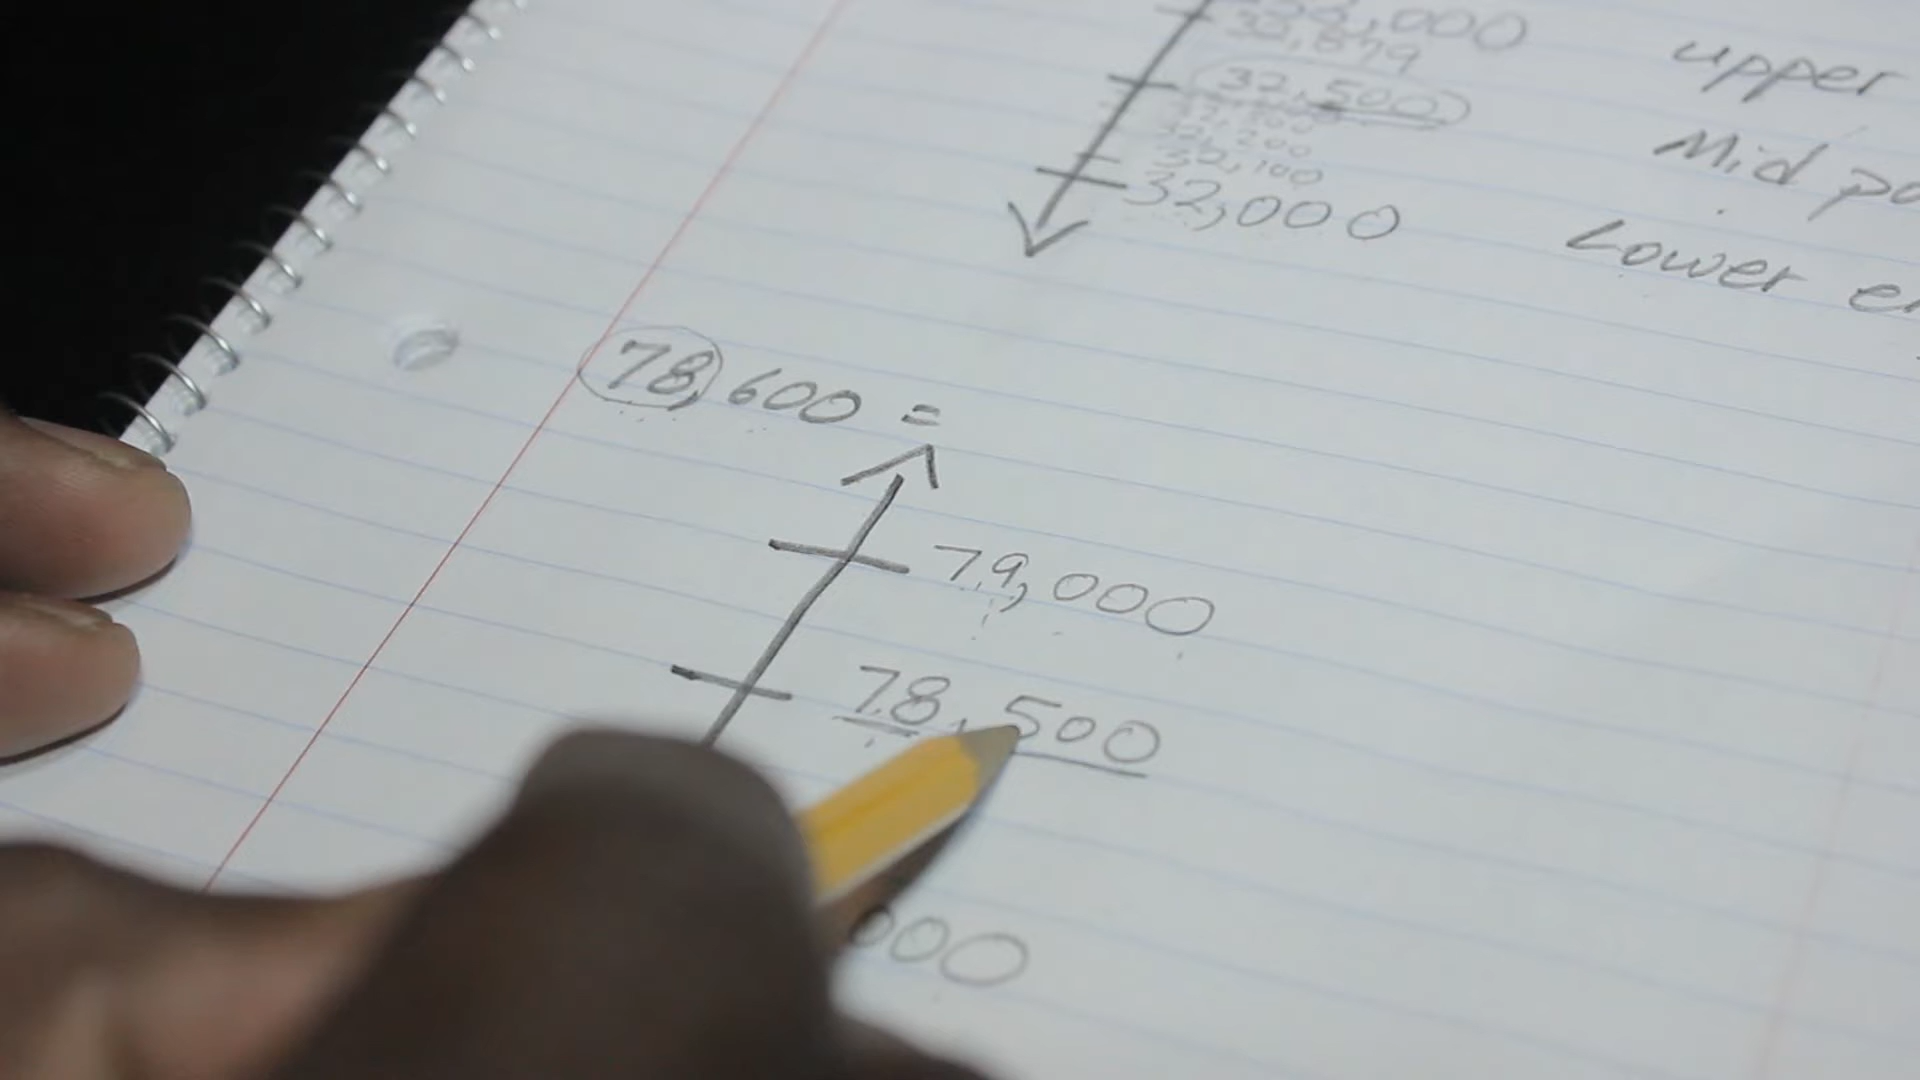 ,000 upper
32,879
32,500 Mid po
32,200
32,100
32,000 Lower e
78,600 =
79,000
78,500
000